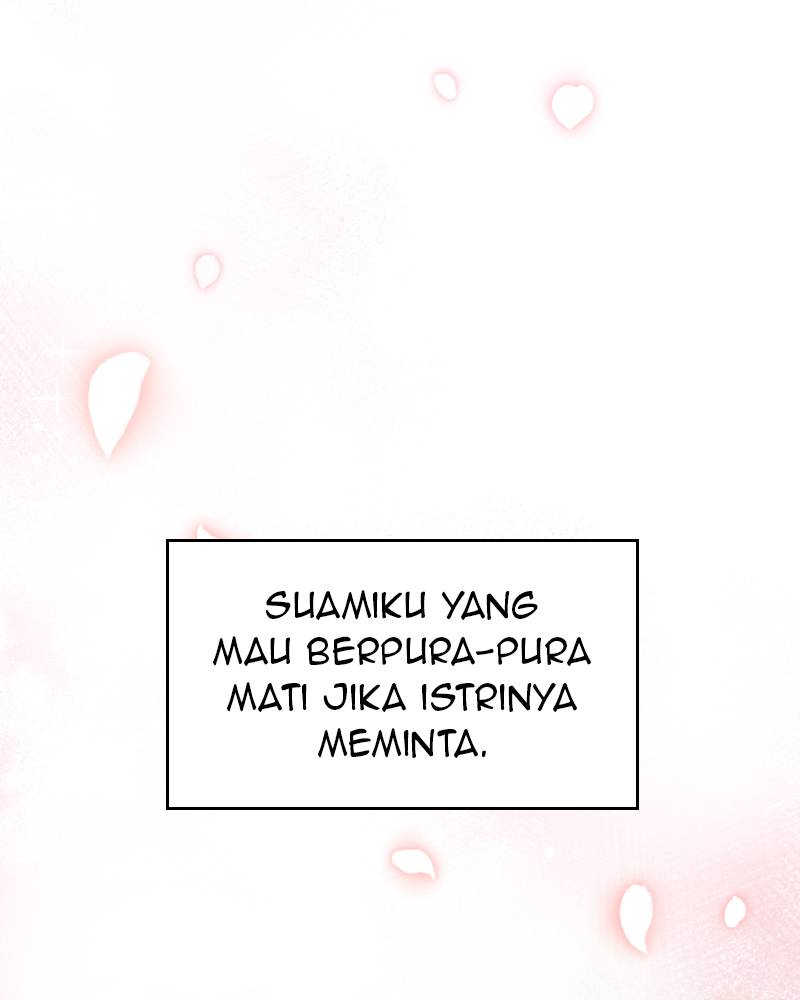 SUAMIKU YANG
MAU BERPURA-PURA
MATI JIKA ISTRINYA
MEMINTA.